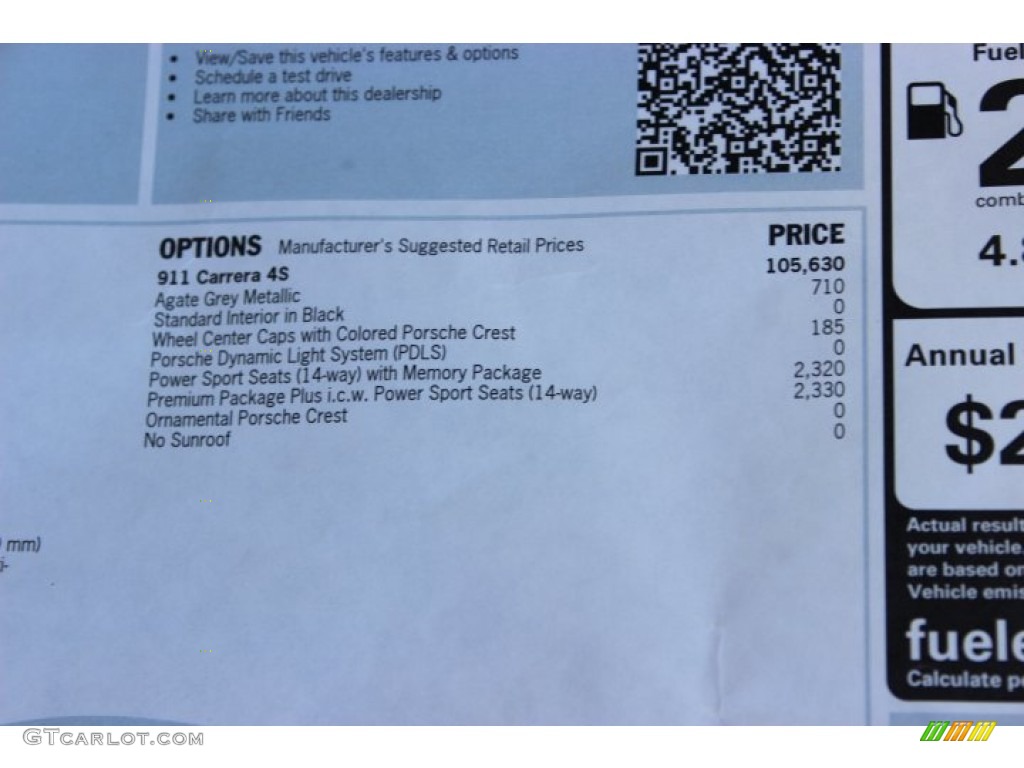 • View/Save this vehicle's features & options
• Schedule a test drive
• Learn more about this dealership
• Share with Friends
OPTIONS Manufacturer's Suggested Retail Prices PRICE
911 Carrera 4S 105,630
Agate Grey Metallic 710
Standard Interior in Black 0
Wheel Center Caps with Colored Porsche Crest 185
Porsche Dynamic Light System (PDLS) 0
Power Sport Seats (14-way) with Memory Package 2,320
Premium Package Plus i.c.w. Power Sport Seats (14-way) 2,330
Ornamental Porsche Crest 0
No Sunroof 0
mm)
Fuel
2
comb
4.
Annual
$2
Actual result
your vehicle.
are based on
Vehicle emis
fuele
Calculate pe
GTCARLOT.COM